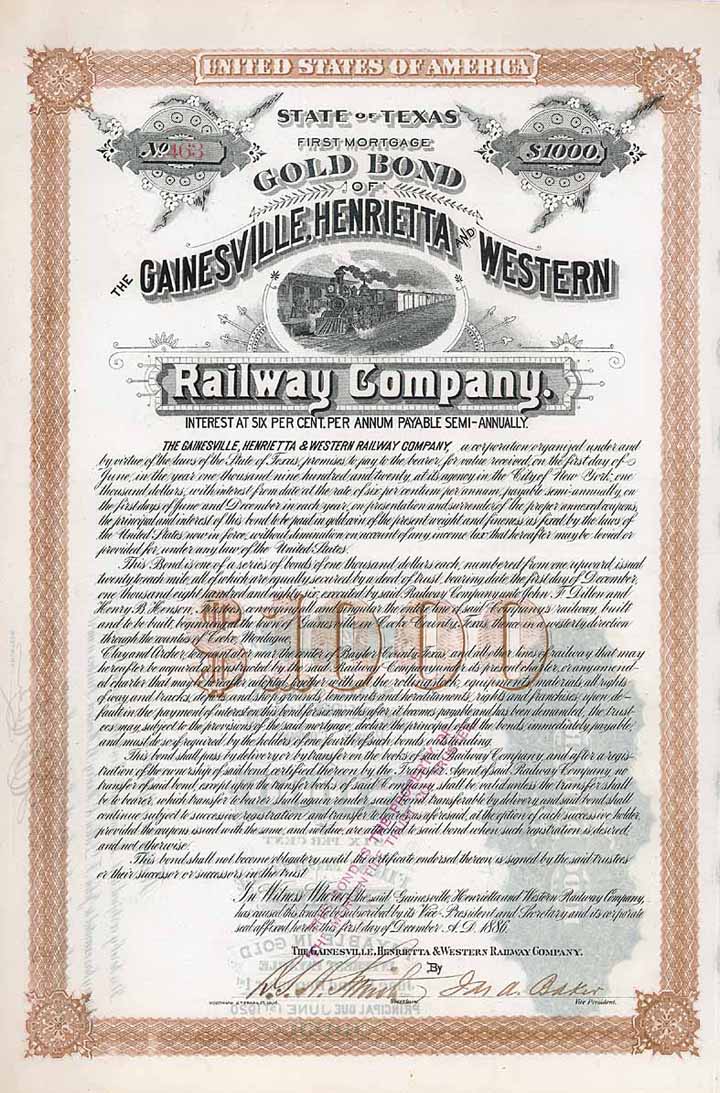 UNITED STATES OF AMERICA
STATE OF TEXAS
No 463
FIRST MORTGAGE
$1000.
GOLD BOND
OF
THE GAINESVILLE, HENRIETTA AND WESTERN
Railway Company.
INTEREST AT SIX PER CENT. PER ANNUM PAYABLE SEMI-ANNUALLY.
THE GAINESVILLE, HENRIETTA & WESTERN RAILWAY COMPANY, a corporation organized under and
by virtue of the laws of the State of Texas, promises to pay to the bearer, for value received, on the first day of
June, in the year one thousand nine hundred and twenty, at its agency in the City of New York, one
thousand dollars, with interest from date at the rate of six per centum per annum, payable semi-annually, on
the first days of June and December in each year, on presentation and surrender of the proper annexed coupons,
the principal and interest of this bond to be paid in gold coin of the present weight and fineness as fixed by the laws of
the United States now in force, without diminution on account of any income tax that hereafter may be levied or
provided for, under any law of the United States.
This Bond is one of a series of bonds of one thousand dollars each, numbered from one upward, issued
twenty to each mile, all of which are equally secured by a deed of trust, bearing date the first day of December,
one thousand eight hundred and eighty-six, executed by said Railway Company unto John F. Dillon and
Henry B. Henson, Trustees, conveying all and singular the entire line of said Company's railway, built
and to be built, beginning at the town of Gainesville in Cooke County, Texas, thence in a westerly direction
through the counties of Cooke, Montague,
Clay and Archer, to a point at or near the center of Baylor County, Texas, and all other lines of railway that may
hereafter be acquired or constructed by the said Railway Company under its present charter, or any amend-
ed charter that may hereafter be adopted, together with all the rolling stock, equipments, materials, all rights
of way and tracks, depots and shop grounds, tenements and hereditaments, rights and franchises; upon de-
fault in the payment of interest on this bond for six months after it becomes payable and has been demanded, the trust-
ees may, subject to the provisions of the said mortgage, declare the principal of all the bonds immediately payable,
and must do so if required by the holders of one fourth of such bonds outstanding.
This bond shall pass by delivery or by transfer on the books of said Railway Company, and after a regis-
tration of the ownership of said bond, certified thereon by the Transfer Agent of said Railway Company, no
transfer of said bond, except upon the transfer books of said Company, shall be valid unless the transfer shall
be to bearer, which transfer to bearer shall again render said bond transferable by delivery, and said bond shall
continue subject to successive registration, and transfer to bearer as aforesaid, at the option of each successive holder,
provided the coupons issued with the same, and not due, are attached to said bond when such registration is desired,
and not otherwise.
This bond shall not become obligatory until the certificate endorsed thereon is signed by the said trustees
or their successor or successors in the trust.
In Witness Whereof, the said Gainesville, Henrietta and Western Railway Company,
has caused this bond to be subscribed by its Vice-President and Secretary and its corporate
seal affixed hereto this first day of December A.D. 1886.
THE GAINESVILLE, HENRIETTA & WESTERN RAILWAY COMPANY.
By
Jas. A. Baker
Secretary.
Vice President.
$1000
THIS BOND IS THE PROPERTY OF